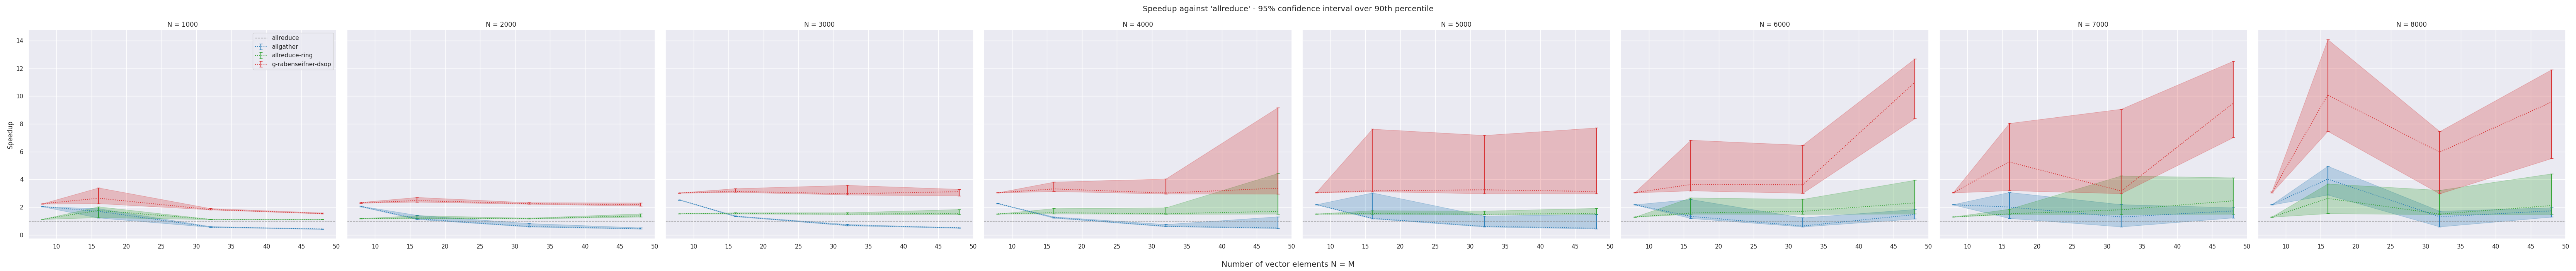 Speedup against 'allreduce' - 95% confidence interval over 90th percentile
N = 1000 N = 2000 N = 3000 N = 4000 N = 5000 N = 6000 N = 7000 N = 8000
allreduce
allgather
allreduce-ring
g-rabenseifner-dsop
14
12
10
8
6
4
2
0
Speedup
10 15 20 25 30 35 40 45 50 10 15 20 25 30 35 40 45 50 10 15 20 25 30 35 40 45 50 10 15 20 25 30 35 40 45 50 10 15 20 25 30 35 40 45 50 10 15 20 25 30 35 40 45 50 10 15 20 25 30 35 40 45 50 10 15 20 25 30 35 40 45 50
Number of vector elements N = M